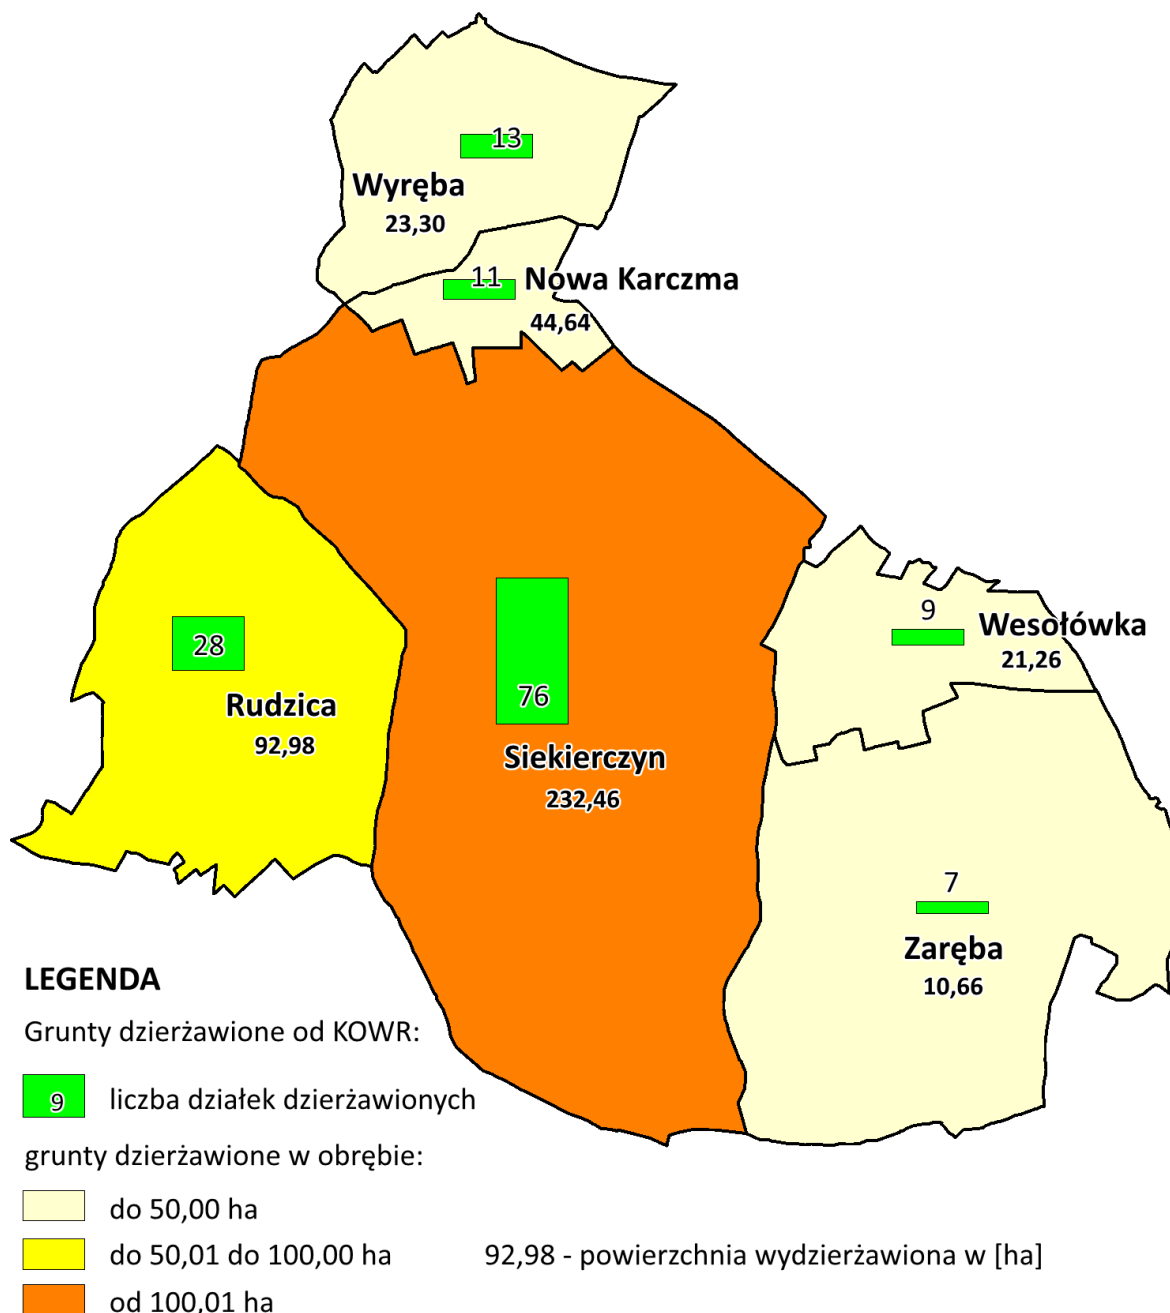 13
Wyręba
23,30
11
Nowa Karczma
44,64
9
Wesołówka
21,26
28
Rudzica
92,98
76
Siekierczyn
232,46
7
Zaręba
10,66
LEGENDA
Grunty dzierżawione od KOWR:
9 liczba działek dzierżawionych
grunty dzierżawione w obrębie:
do 50,00 ha
do 50,01 do 100,00 ha
92,98 - powierzchnia wydzierżawiona w [ha]
od 100,01 ha